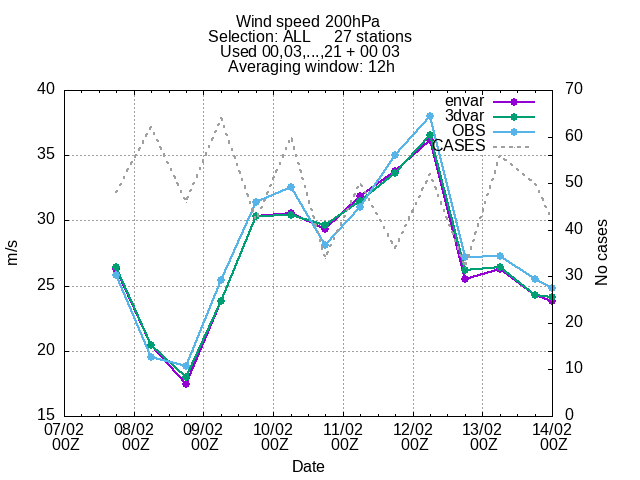 Wind speed 200hPa
Selection: ALL 27 stations
Used 00,03,...,21 + 00 03
Averaging window: 12h
40
35
30
25
20
15
m/s
70
60
50
40
30
20
10
0
No cases
envar
3dvar
OBS
CASES
07/02 08/02 09/02 10/02 11/02 12/02 13/02 14/02
00Z 00Z 00Z 00Z 00Z 00Z 00Z 00Z
Date